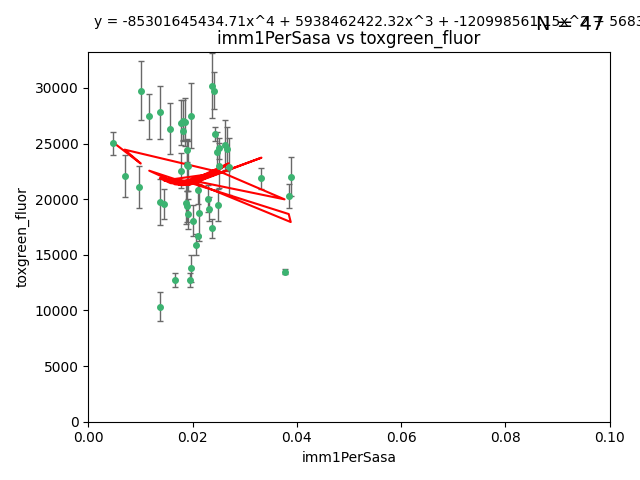 y = -85301645434.71x^4 + 5938462422.32x^3 +
N = 47
imm1PerSasa vs toxgreen_fluor
30000
25000
20000
15000
10000
5000
0
toxgreen_fluor
0.00 0.02 0.04 0.06 0.08 0.10
imm1PerSasa